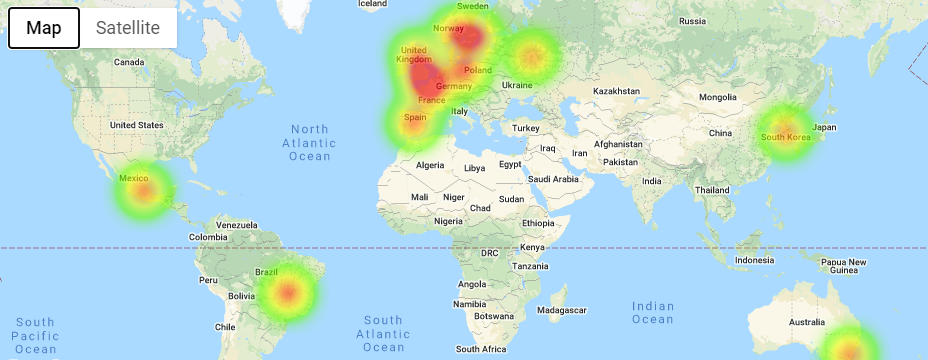 Map
Satellite
Iceland
Sweden
Norway
Russia
Canada
United
Kingdom
Poland
Germany
Ukraine
France
Kazakhstan
Mongolia
Spain
Italy
United States
North
Atlantic
Ocean
Turkey
China
South Korea
Japan
Iraq
Iran
Afghanistan
Pakistan
Algeria
Libya
Egypt
Saudi Arabia
India
Mexico
Thailand
Mali
Niger
Chad
Sudan
Nigeria
Ethiopia
Venezuela
Colombia
DRC
Kenya
Indonesia
Papua New
Guinea
Tanzania
Brazil
Peru
Bolivia
Angola
Namibia
Botswana
Madagascar
Indian
Ocean
South
Pacific
Ocean
Chile
South
Atlantic
Ocean
Australia
South Africa